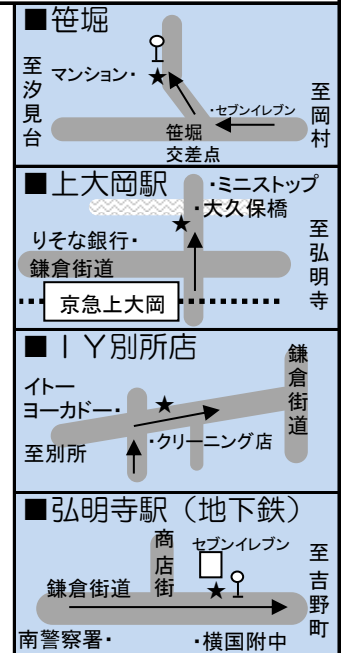 ■笹堀
至汐見台
マンション・
★
・セブンイレブン
至岡村
笹堀
交差点
■上大岡駅
・ミニストップ
・大久保橋
★
りそな銀行・
鎌倉街道
至弘明寺
京急上大岡
■ＩＹ別所店
鎌倉街道
イトー
ヨーカドー・
★
至別所
・クリーニング店
■弘明寺駅（地下鉄）
商店街
セブンイレブン
至吉野町
鎌倉街道
★
南警察署・
・横国附中